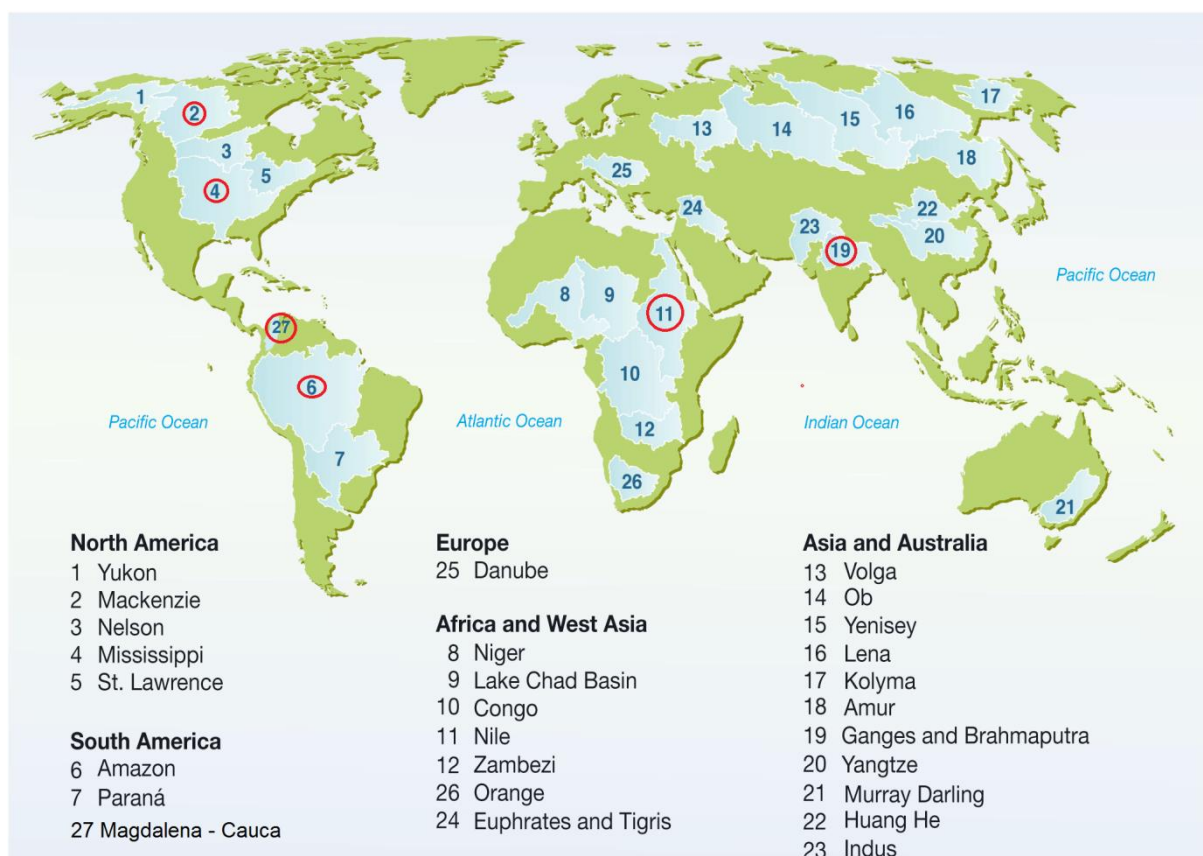 1
2
3
4
5
13
14
15
16
17
18
25
24
22
23
20
19
8
9
11
27
10
6
12
7
26
21
Pacific Ocean
Pacific Ocean
Atlantic Ocean
Indian Ocean
North America
1 Yukon
2 Mackenzie
3 Nelson
4 Mississippi
5 St. Lawrence
South America
6 Amazon
7 Paraná
27 Magdalena - Cauca
Europe
25 Danube
Africa and West Asia
8 Niger
9 Lake Chad Basin
10 Congo
11 Nile
12 Zambezi
26 Orange
24 Euphrates and Tigris
Asia and Australia
13 Volga
14 Ob
15 Yenisey
16 Lena
17 Kolyma
18 Amur
19 Ganges and Brahmaputra
20 Yangtze
21 Murray Darling
22 Huang He
23 Indus